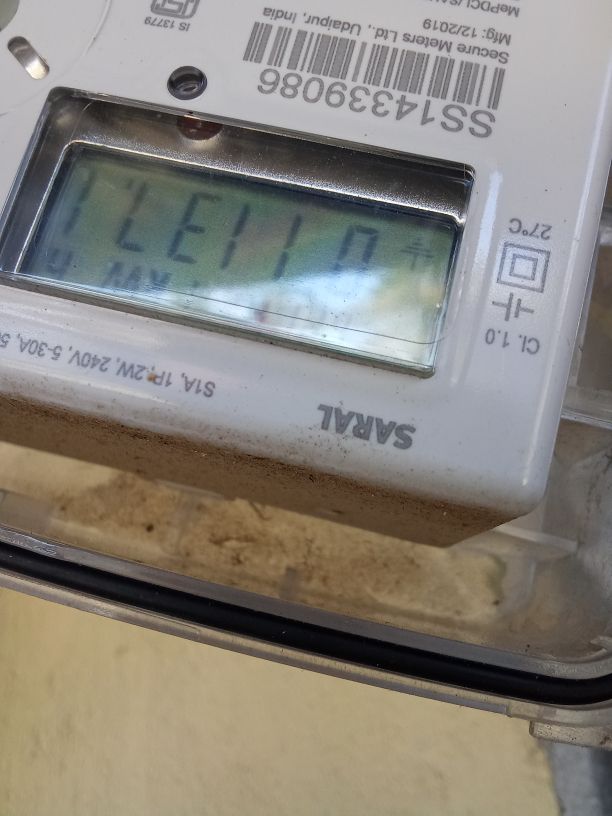 SARAL
S1A, 1P, 2W, 240V, 5-30A,
Cl. 1.0
27°C
kWh
SS14339086
Secure Meters Ltd., Udaipur, India
Mfg: 12/2019
IS 13779